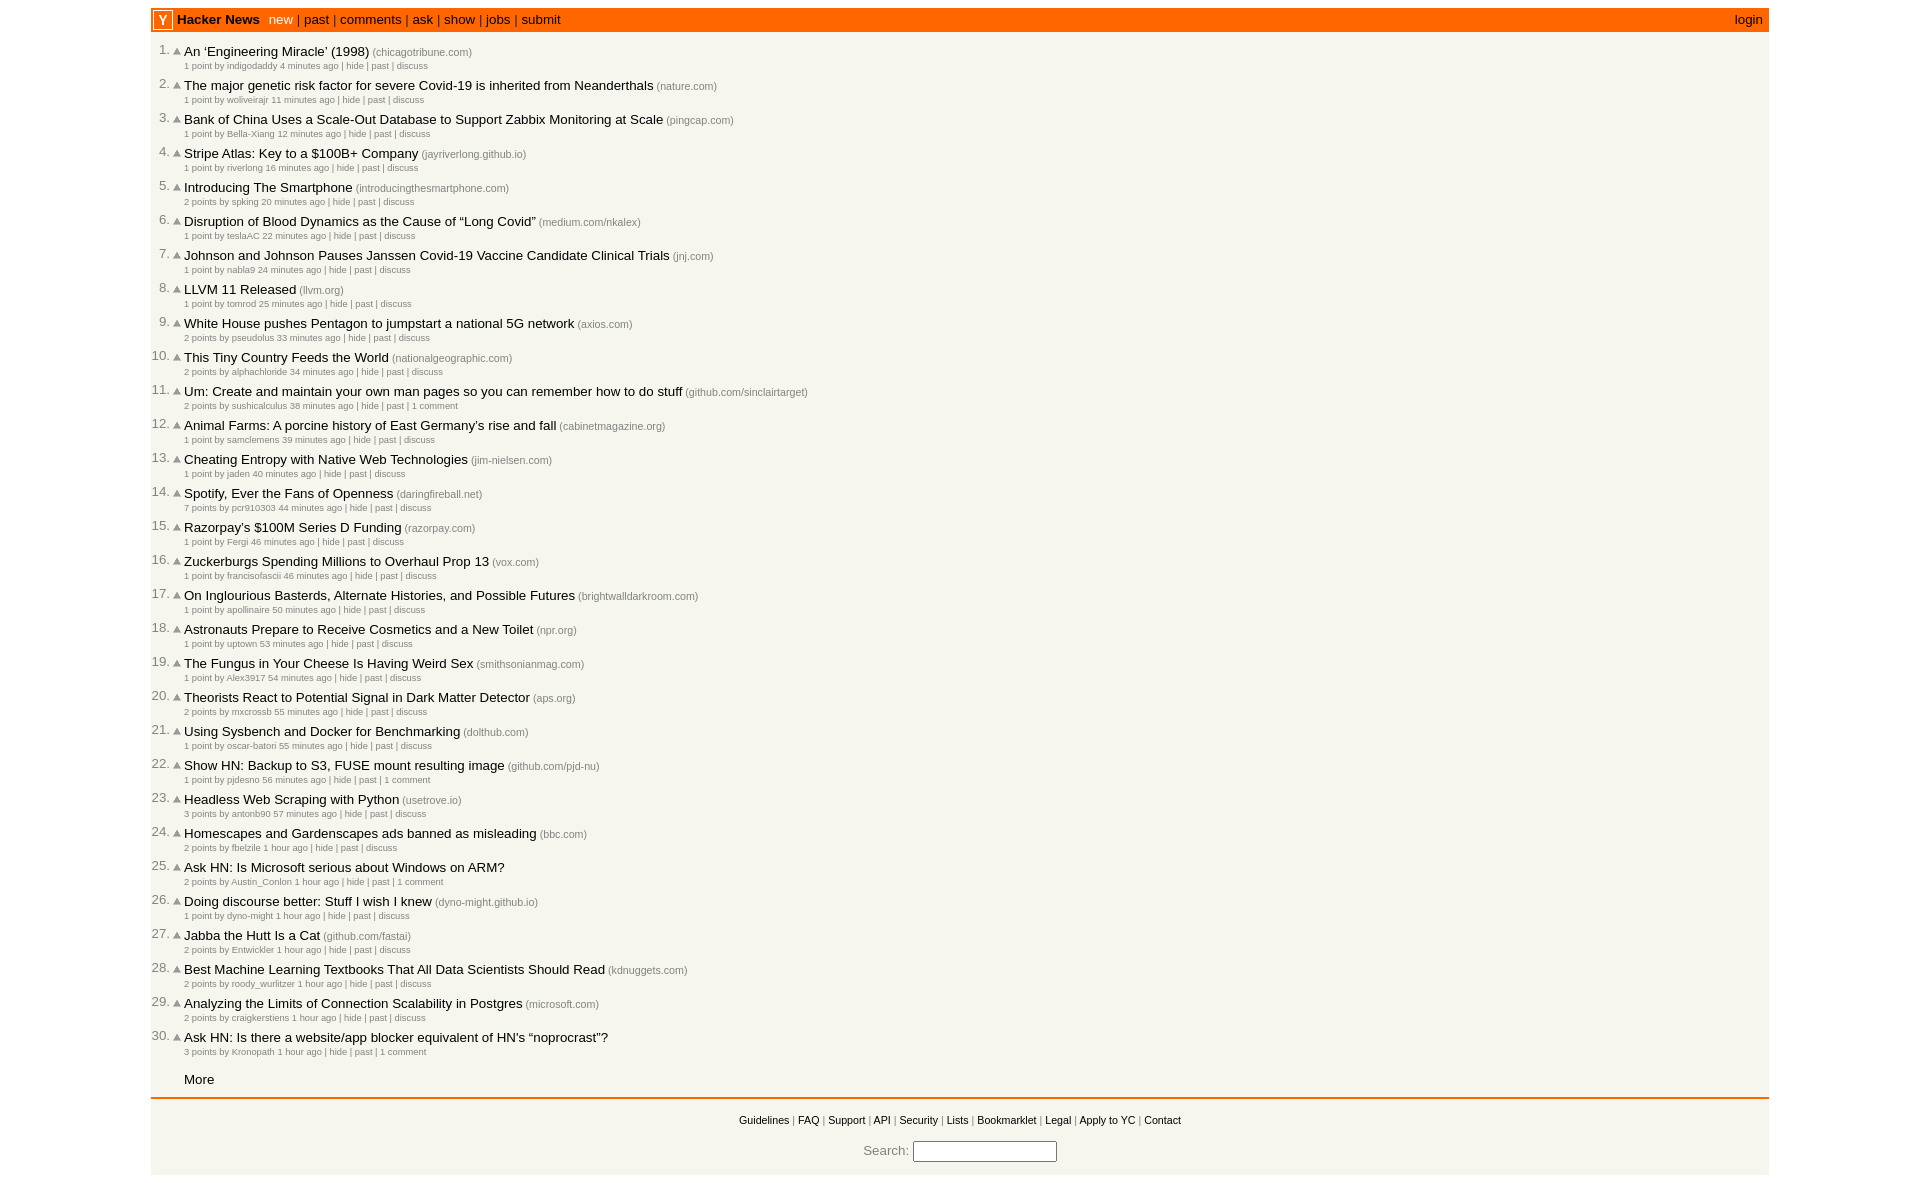 Y Hacker News new | past | comments | ask | show | jobs | submit login
1. An ‘Engineering Miracle’ (1998) (chicagotribune.com)
1 point by indigodaddy 4 minutes ago | hide | past | discuss
2. The major genetic risk factor for severe Covid-19 is inherited from Neanderthals (nature.com)
1 point by woliveirajr 11 minutes ago | hide | past | discuss
3. Bank of China Uses a Scale-Out Database to Support Zabbix Monitoring at Scale (pingcap.com)
1 point by Bella-Xiang 12 minutes ago | hide | past | discuss
4. Stripe Atlas: Key to a $100B+ Company (jayriverlong.github.io)
1 point by riverlong 16 minutes ago | hide | past | discuss
5. Introducing The Smartphone (introducingthesmartphone.com)
2 points by spking 20 minutes ago | hide | past | discuss
6. Disruption of Blood Dynamics as the Cause of “Long Covid” (medium.com/nkalex)
1 point by teslaAC 22 minutes ago | hide | past | discuss
7. Johnson and Johnson Pauses Janssen Covid-19 Vaccine Candidate Clinical Trials (jnj.com)
1 point by nabla9 24 minutes ago | hide | past | discuss
8. LLVM 11 Released (llvm.org)
1 point by tomrod 25 minutes ago | hide | past | discuss
9. White House pushes Pentagon to jumpstart a national 5G network (axios.com)
2 points by pseudolus 33 minutes ago | hide | past | discuss
10. This Tiny Country Feeds the World (nationalgeographic.com)
2 points by alphachloride 34 minutes ago | hide | past | discuss
11. Um: Create and maintain your own man pages so you can remember how to do stuff (github.com/sinclairtarget)
2 points by sushicalculus 38 minutes ago | hide | past | 1 comment
12. Animal Farms: A porcine history of East Germany’s rise and fall (cabinetmagazine.org)
1 point by samclemens 39 minutes ago | hide | past | discuss
13. Cheating Entropy with Native Web Technologies (jim-nielsen.com)
1 point by jaden 40 minutes ago | hide | past | discuss
14. Spotify, Ever the Fans of Openness (daringfireball.net)
7 points by pcr910303 44 minutes ago | hide | past | discuss
15. Razorpay’s $100M Series D Funding (razorpay.com)
1 point by Fergi 46 minutes ago | hide | past | discuss
16. Zuckerburgs Spending Millions to Overhaul Prop 13 (vox.com)
1 point by francisofascii 46 minutes ago | hide | past | discuss
17. On Inglourious Basterds, Alternate Histories, and Possible Futures (brightwalldarkroom.com)
1 point by apollinaire 50 minutes ago | hide | past | discuss
18. Astronauts Prepare to Receive Cosmetics and a New Toilet (npr.org)
1 point by uptown 53 minutes ago | hide | past | discuss
19. The Fungus in Your Cheese Is Having Weird Sex (smithsonianmag.com)
1 point by Alex3917 54 minutes ago | hide | past | discuss
20. Theorists React to Potential Signal in Dark Matter Detector (aps.org)
2 points by mxcrossb 55 minutes ago | hide | past | discuss
21. Using Sysbench and Docker for Benchmarking (dolthub.com)
1 point by oscar-batori 55 minutes ago | hide | past | discuss
22. Show HN: Backup to S3, FUSE mount resulting image (github.com/pjd-nu)
1 point by pjdesno 56 minutes ago | hide | past | 1 comment
23. Headless Web Scraping with Python (usetrove.io)
3 points by antonb90 57 minutes ago | hide | past | discuss
24. Homescapes and Gardenscapes ads banned as misleading (bbc.com)
2 points by fbelzile 1 hour ago | hide | past | discuss
25. Ask HN: Is Microsoft serious about Windows on ARM?
2 points by Austin_Conlon 1 hour ago | hide | past | 1 comment
26. Doing discourse better: Stuff I wish I knew (dyno-might.github.io)
1 point by dyno-might 1 hour ago | hide | past | discuss
27. Jabba the Hutt Is a Cat (github.com/fastai)
2 points by Entwickler 1 hour ago | hide | past | discuss
28. Best Machine Learning Textbooks That All Data Scientists Should Read (kdnuggets.com)
2 points by roody_wurlitzer 1 hour ago | hide | past | discuss
29. Analyzing the Limits of Connection Scalability in Postgres (microsoft.com)
2 points by craigkerstiens 1 hour ago | hide | past | discuss
30. Ask HN: Is there a website/app blocker equivalent of HN's “noprocrast”?
3 points by Kronopath 1 hour ago | hide | past | 1 comment
More
Guidelines | FAQ | Support | API | Security | Lists | Bookmarklet | Legal | Apply to YC | Contact
Search: